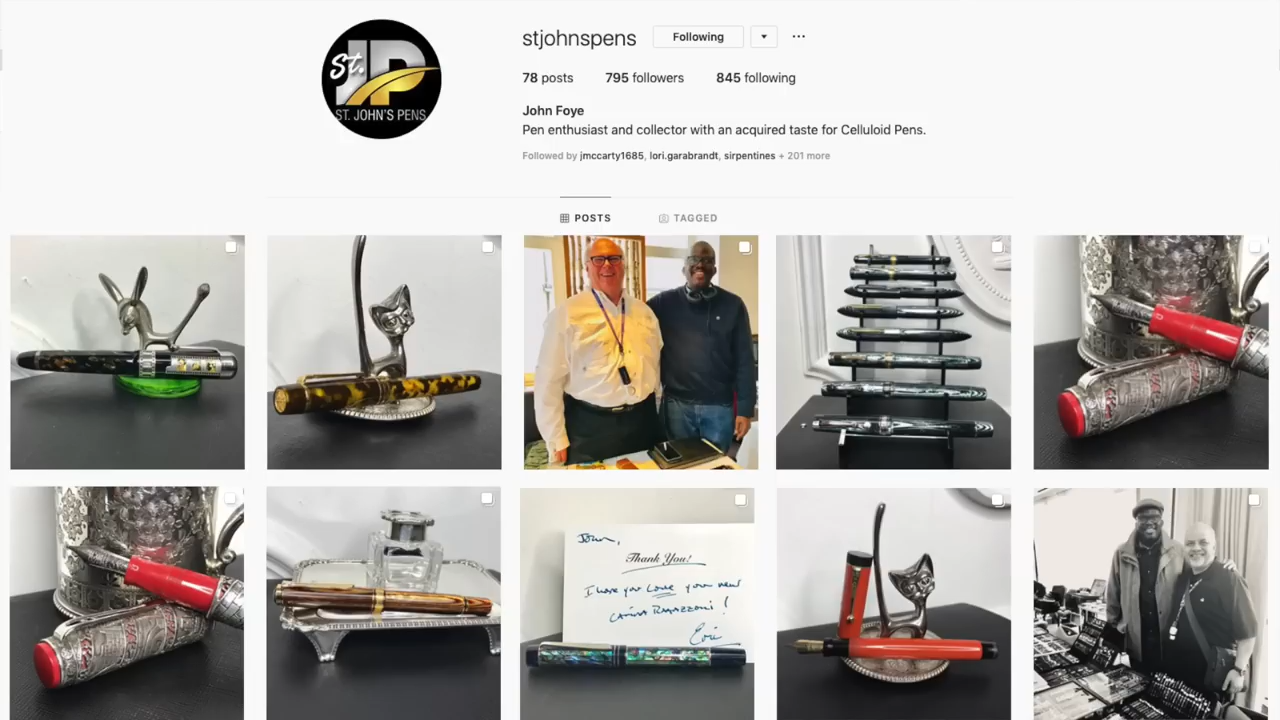 St. JP
ST. JOHN'S PENS
stjohnspens Following
78 posts 795 followers 845 following
John Foye
Pen enthusiast and collector with an acquired taste for Celluloid Pens.
Followed by jmccarty1685, lori.garabrandt, sirpentines + 201 more
POSTS TAGGED
John,
Thank You!
I hope you Love your new
Carina Ragazzoni!
Eric